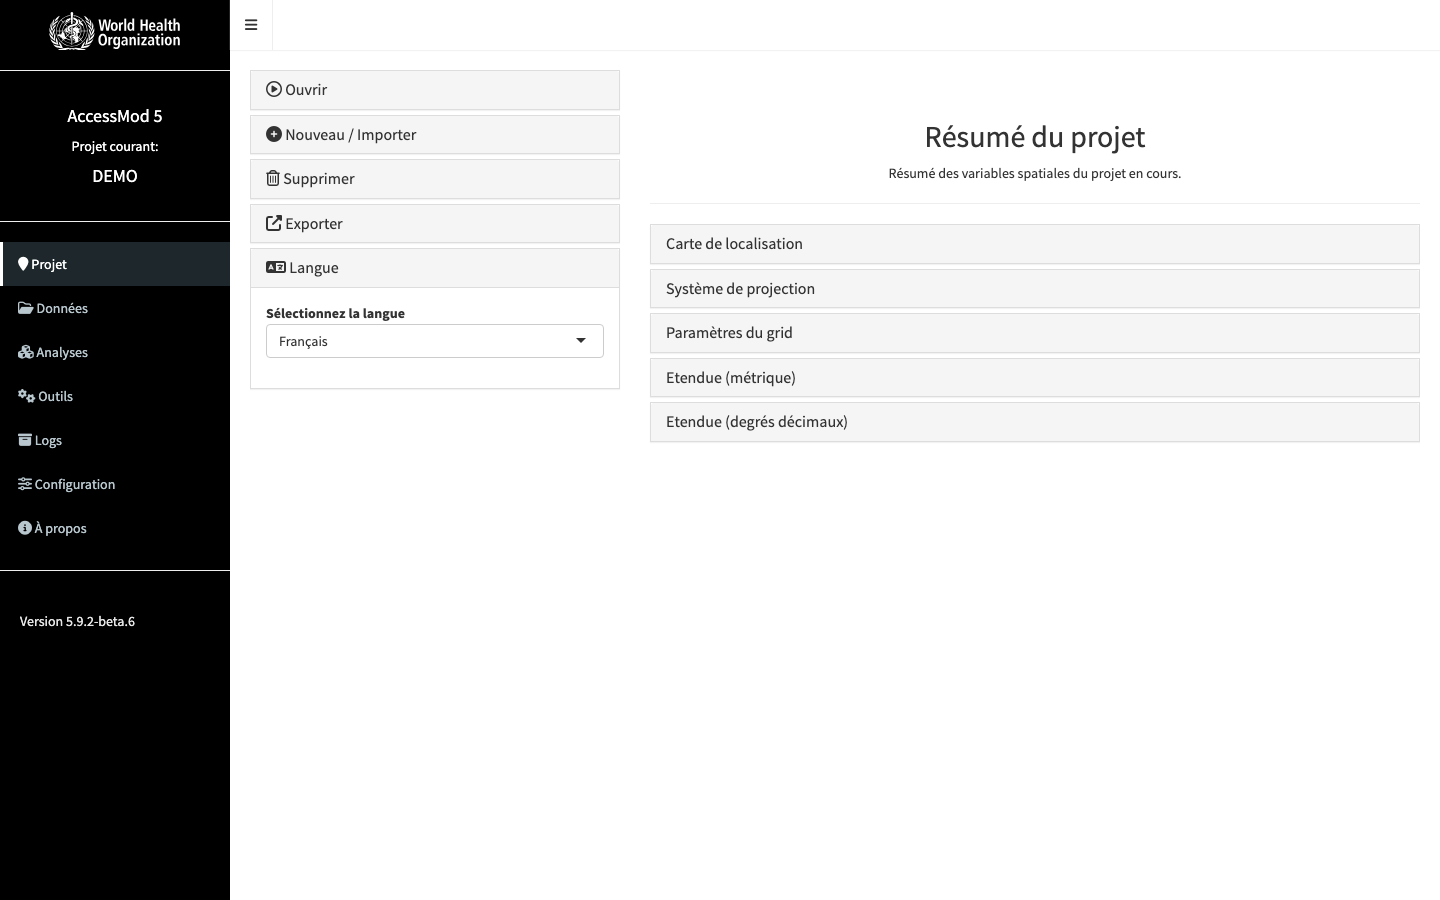 World Health
Organization
AccessMod 5
Projet courant:
DEMO
Projet
Données
Analyses
Outils
Logs
Configuration
À propos
Version 5.9.2-beta.6
Ouvrir
Nouveau / Importer
Supprimer
Exporter
Langue
Sélectionnez la langue
Français
Résumé du projet
Résumé des variables spatiales du projet en cours.
Carte de localisation
Système de projection
Paramètres du grid
Etendue (métrique)
Etendue (degrés décimaux)